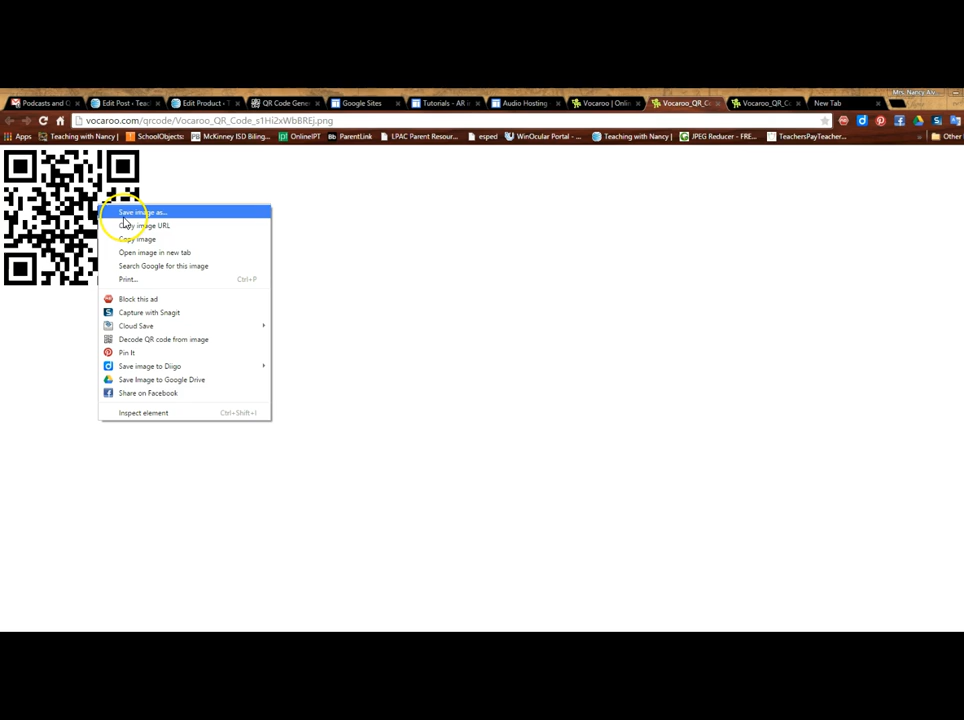 Mrs. Nancy Alv
Podcasts and Q
Edit Post ‹ Teac
Edit Product ‹ T
QR Code Gene
Google Sites
Tutorials - AR i
Audio Hosting
Vocaroo | Onlin
Vocaroo_QR_C
Vocaroo_QR_C
New Tab
vocaroo.com/qrcode/Vocaroo_QR_Code_s1Hi2xWbBREj.png
Apps
Teaching with Nancy |
SchoolObjects:
McKinney ISD Biling...
OnlineIPT
ParentLink
LPAC Parent Resour...
esped
WinOcular Portal -...
Teaching with Nancy |
JPEG Reducer - FRE...
TeachersPayTeacher...
Other
Save image as...
Copy image URL
Copy image
Open image in new tab
Search Google for this image
Print... Ctrl+P
Block this ad
Capture with Snagit
Cloud Save
Decode QR code from image
Pin It
Save image to Diigo
Save Image to Google Drive
Share on Facebook
Inspect element Ctrl+Shift+I